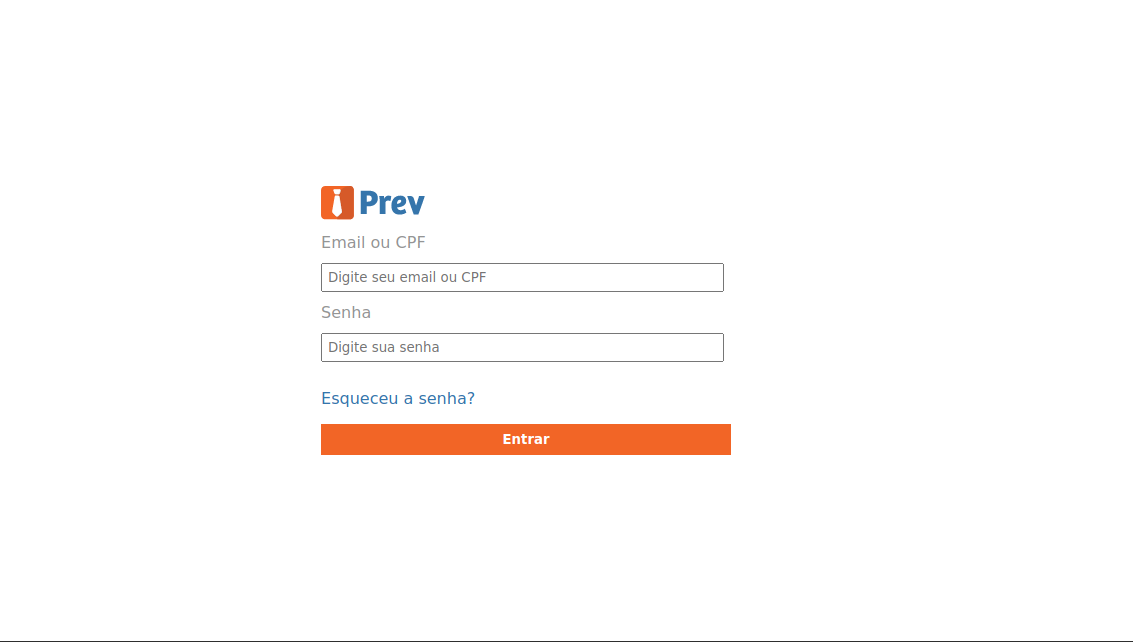 Prev
Email ou CPF
Digite seu email ou CPF
Senha
Digite sua senha
Esqueceu a senha?
Entrar